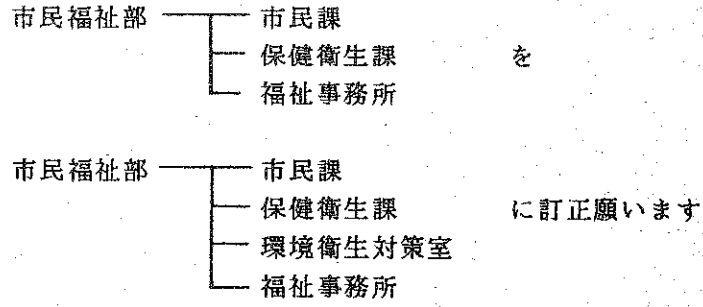 市民福祉部 市民課
保健衛生課 を
福祉事務所
市民福祉部 市民課
保健衛生課 に訂正願います
環境衛生対策室
福祉事務所